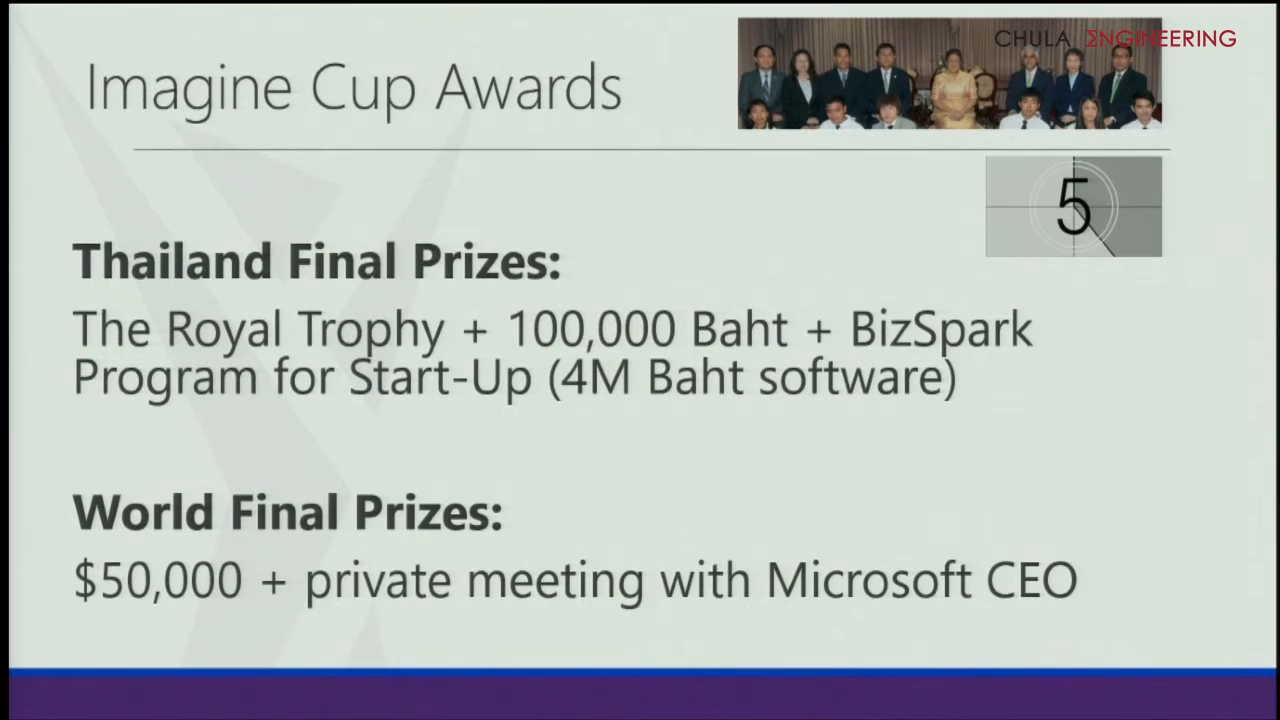 CHULA ΣNGINEERING
Imagine Cup Awards
5
Thailand Final Prizes:
The Royal Trophy + 100,000 Baht + BizSpark
Program for Start-Up (4M Baht software)
World Final Prizes:
$50,000 + private meeting with Microsoft CEO